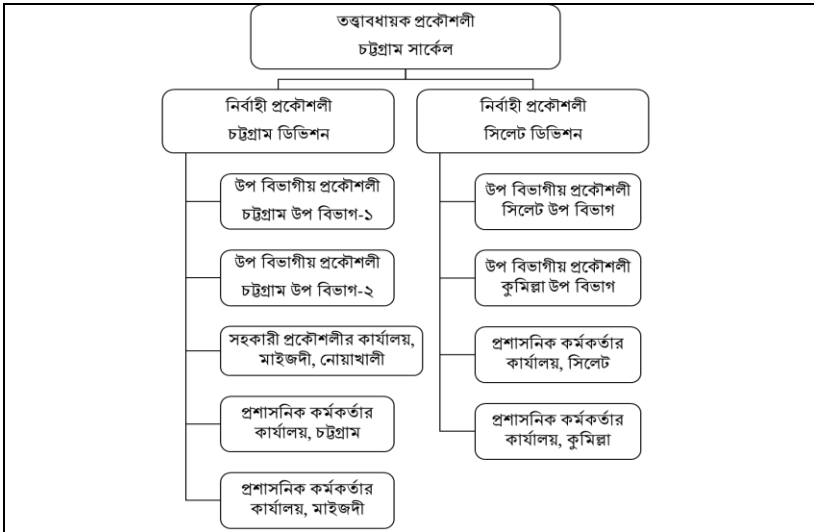 তত্ত্বাবধায়ক প্রকৌশলী
চট্টগ্রাম সার্কেল
নির্বাহী প্রকৌশলী
চট্টগ্রাম ডিভিশন
উপ বিভাগীয় প্রকৌশলী
চট্টগ্রাম উপ বিভাগ-১
উপ বিভাগীয় প্রকৌশলী
চট্টগ্রাম উপ বিভাগ-২
সহকারী প্রকৌশলীর কার্যালয়,
মাইজদী, নোয়াখালী
প্রশাসনিক কর্মকর্তার
কার্যালয়, চট্টগ্রাম
প্রশাসনিক কর্মকর্তার
কার্যালয়, মাইজদী
নির্বাহী প্রকৌশলী
সিলেট ডিভিশন
উপ বিভাগীয় প্রকৌশলী
সিলেট উপ বিভাগ
উপ বিভাগীয় প্রকৌশলী
কুমিল্লা উপ বিভাগ
প্রশাসনিক কর্মকর্তার
কার্যালয়, সিলেট
প্রশাসনিক কর্মকর্তার
কার্যালয়, কুমিল্লা